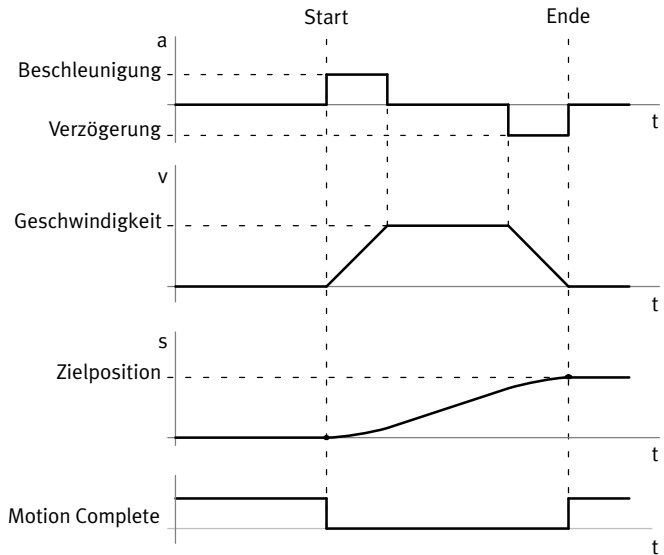 Start
Ende
a
Beschleunigung
Verzögerung
t
v
Geschwindigkeit
t
s
Zielposition
t
Motion Complete
t